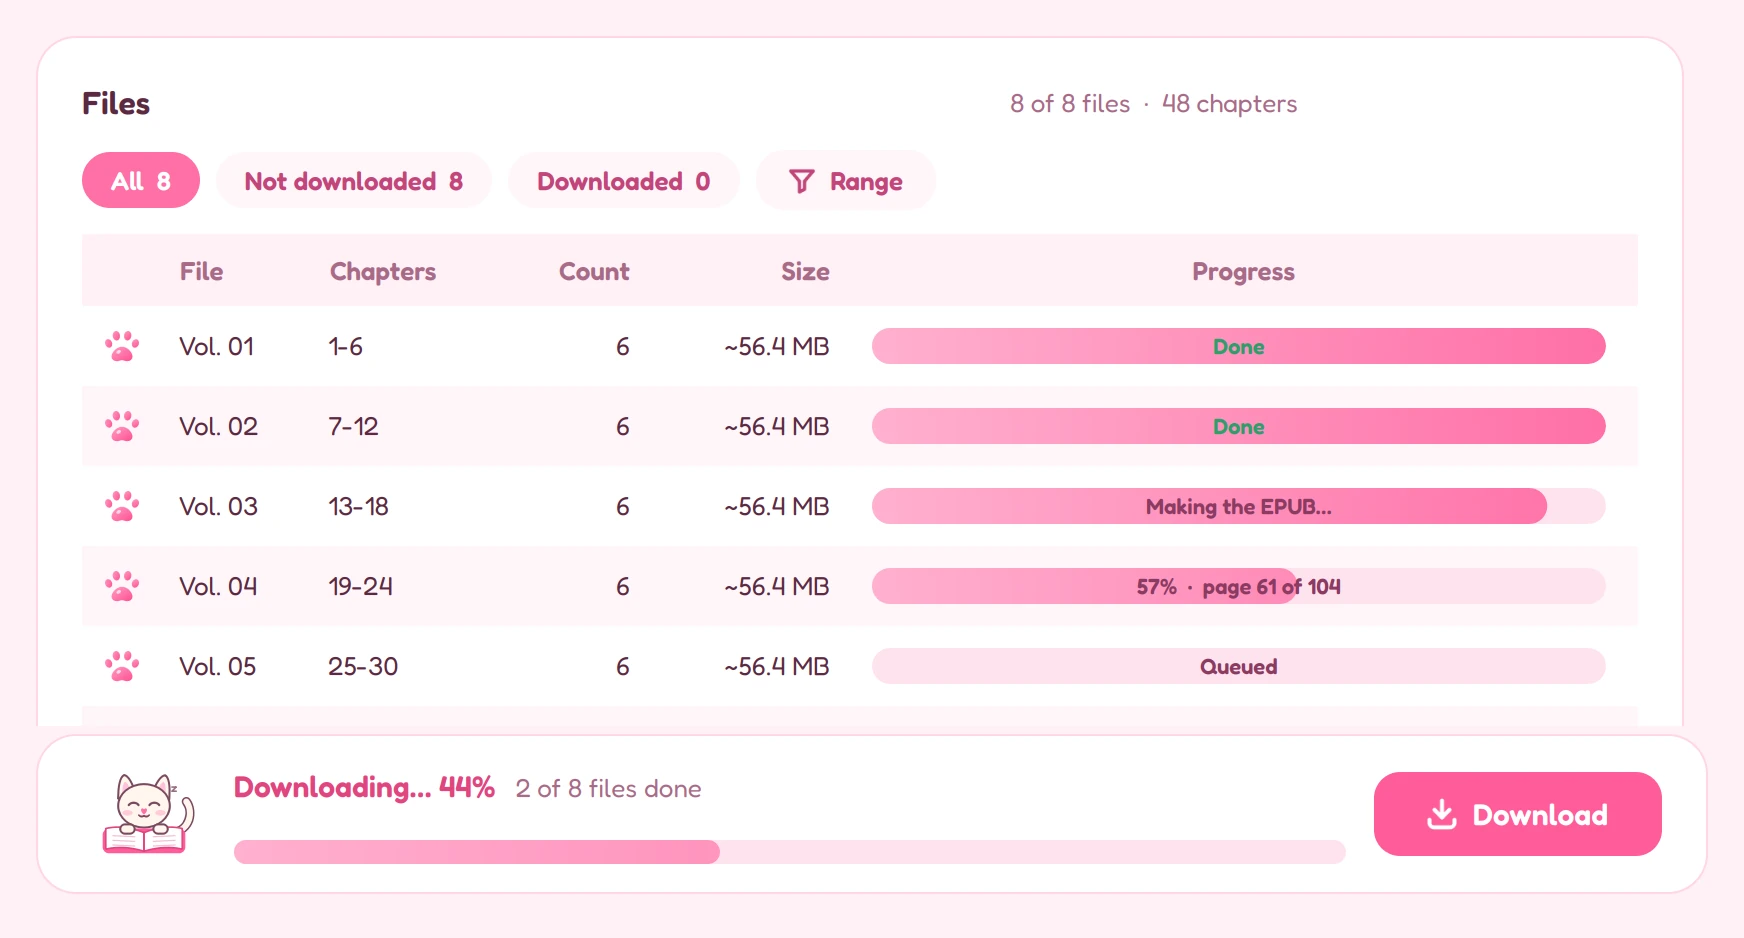 Files
8 of 8 files · 48 chapters
All 8
Not downloaded 8
Downloaded 0
Range
File Chapters Count Size Progress
Vol. 01 1-6 6 ~56.4 MB Done
Vol. 02 7-12 6 ~56.4 MB Done
Vol. 03 13-18 6 ~56.4 MB Making the EPUB...
Vol. 04 19-24 6 ~56.4 MB 57% · page 61 of 104
Vol. 05 25-30 6 ~56.4 MB Queued
z
Downloading... 44% 2 of 8 files done
Download